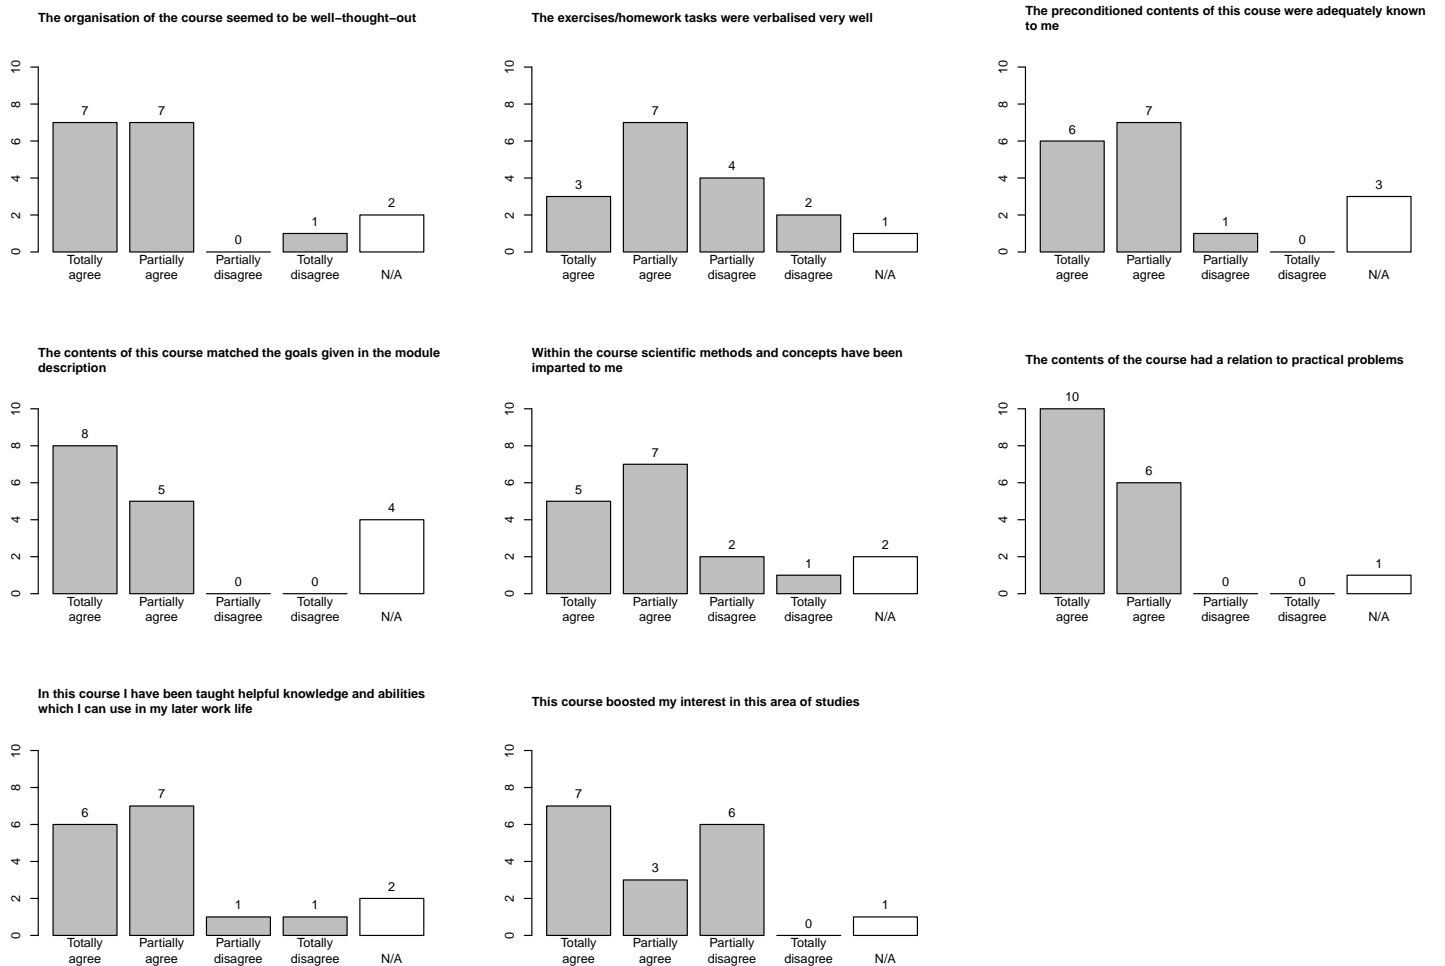 The organisation of the course seemed to be well−thought−out
10
8
6
4
2
0
7
7
0
1
2
Totally agree
Partially agree
Partially disagree
Totally disagree
N/A
The exercises/homework tasks were verbalised very well
10
8
6
4
2
0
3
7
4
2
1
Totally agree
Partially agree
Partially disagree
Totally disagree
N/A
The preconditioned contents of this couse were adequately known
to me
10
8
6
4
2
0
6
7
1
0
3
Totally agree
Partially agree
Partially disagree
Totally disagree
N/A
The contents of this course matched the goals given in the module
description
10
8
6
4
2
0
8
5
0
0
4
Totally agree
Partially agree
Partially disagree
Totally disagree
N/A
Within the course scientific methods and concepts have been
imparted to me
10
8
6
4
2
0
5
7
2
1
2
Totally agree
Partially agree
Partially disagree
Totally disagree
N/A
The contents of the course had a relation to practical problems
10
8
6
4
2
0
10
6
0
0
1
Totally agree
Partially agree
Partially disagree
Totally disagree
N/A
In this course I have been taught helpful knowledge and abilities
which I can use in my later work life
10
8
6
4
2
0
6
7
1
1
2
Totally agree
Partially agree
Partially disagree
Totally disagree
N/A
This course boosted my interest in this area of studies
10
8
6
4
2
0
7
3
6
0
1
Totally agree
Partially agree
Partially disagree
Totally disagree
N/A